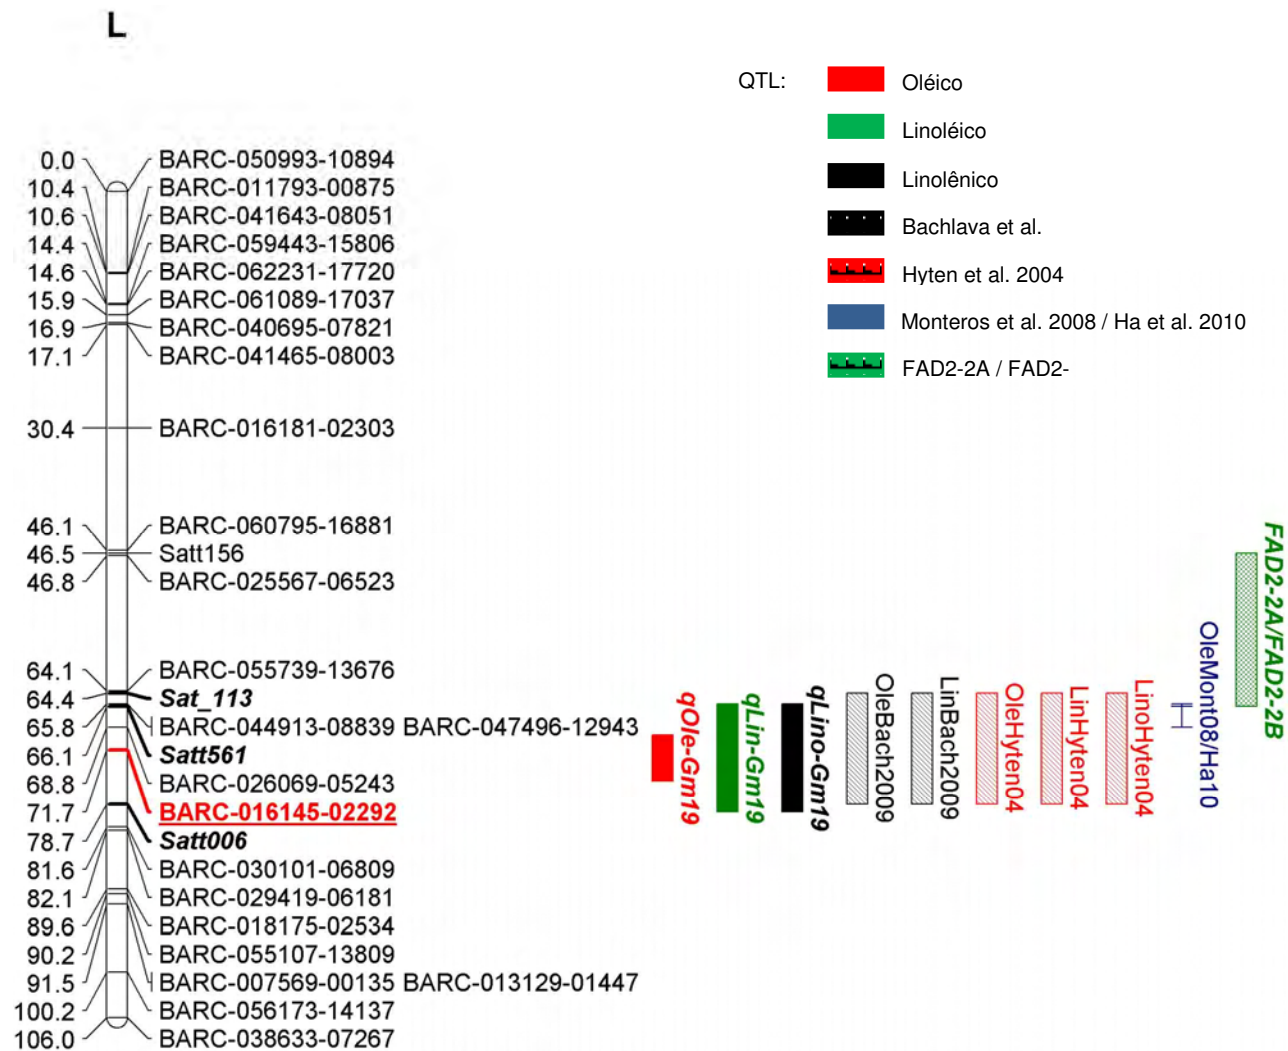 L
QTL:
Oléico
Linoléico
Linolênico
Bachlava et al.
Hyten et al. 2004
Monteros et al. 2008 / Ha et al. 2010
FAD2-2A / FAD2-
0.0 BARC-050993-10894
10.4 BARC-011793-00875
10.6 BARC-041643-08051
14.4 BARC-059443-15806
14.6 BARC-062231-17720
15.9 BARC-061089-17037
16.9 BARC-040695-07821
17.1 BARC-041465-08003
30.4 BARC-016181-02303
46.1 BARC-060795-16881
46.5 Satt156
46.8 BARC-025567-06523
64.1 BARC-055739-13676
64.4 Sat_113
65.8 BARC-044913-08839 BARC-047496-12943
66.1 Satt561
68.8 BARC-026069-05243
71.7 BARC-016145-02292
78.7 Satt006
81.6 BARC-030101-06809
82.1 BARC-029419-06181
89.6 BARC-018175-02534
90.2 BARC-055107-13809
91.5 BARC-007569-00135 BARC-013129-01447
100.2 BARC-056173-14137
106.0 BARC-038633-07267
qOle-Gm19
qLin-Gm19
qLino-Gm19
OleBach2009
LinBach2009
OleHyten04
LinHyten04
LinoHyten04
OleMont08/Ha10
FAD2-2A/FAD2-2B